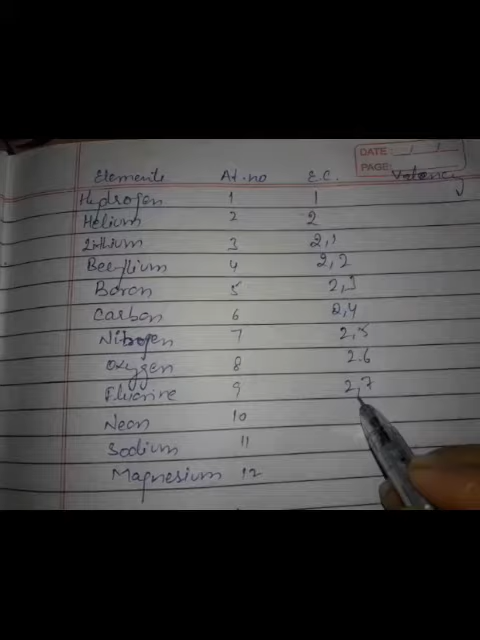 DATE: / /
PAGE:
Elements At.no E.C. Valency
Hydrogen 1 1
Helium 2 2
Lithium 3 2,1
Beeryllium 4 2,2
Boron 5 2,3
Carbon 6 2,4
Nitrogen 7 2,5
Oxygen 8 2.6
Fluorine 9 2,7
Neon 10
Sodium 11
Magnesium 12